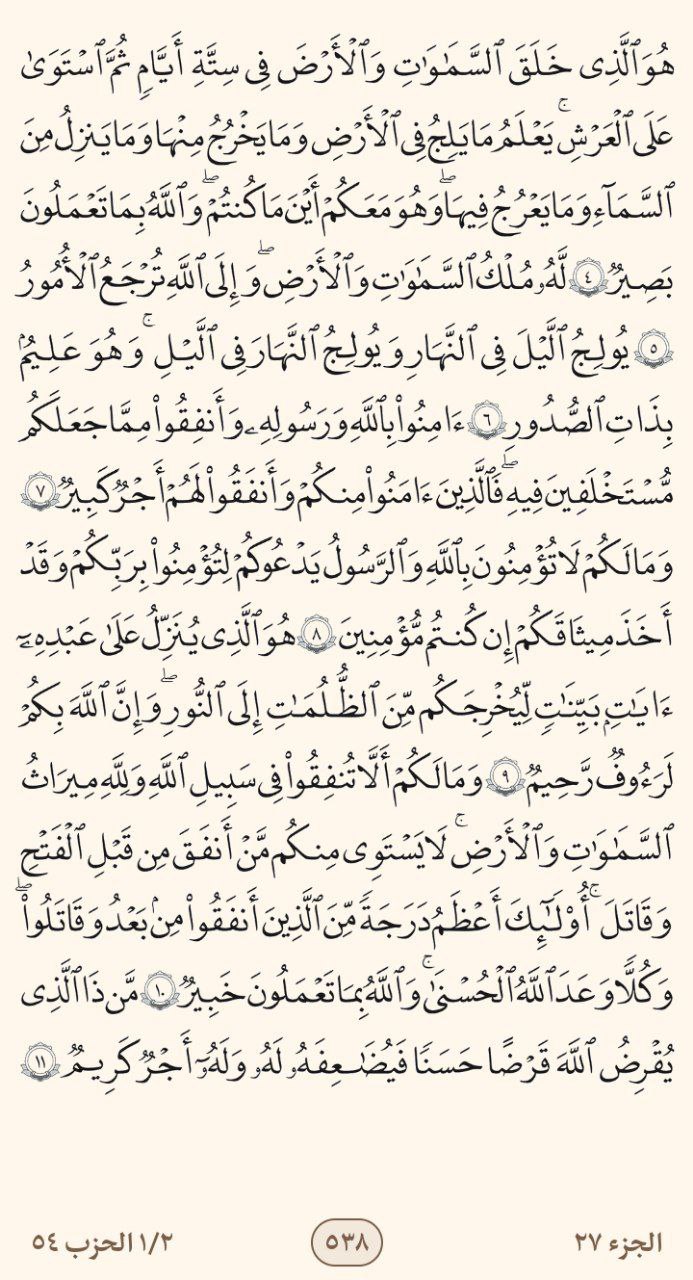 هُوَ ٱلَّذِى خَلَقَ ٱلسَّمَٰوَٰتِ وَٱلْأَرْضَ فِى سِتَّةِ أَيَّامٍۢ ثُمَّ ٱسْتَوَىٰ
عَلَى ٱلْعَرْشِ ۚ يَعْلَمُ مَا يَلِجُ فِى ٱلْأَرْضِ وَمَا يَخْرُجُ مِنْهَا وَمَا يَنزِلُ مِنَ
ٱلسَّمَآءِ وَمَا يَعْرُجُ فِيهَا ۖ وَهُوَ مَعَكُمْ أَيْنَ مَا كُنتُمْ ۖ وَٱللَّهُ بِمَا تَعْمَلُونَ
بَصِيرٌۭ ٤ لَّهُۥ مُلْكُ ٱلسَّمَٰوَٰتِ وَٱلْأَرْضِ ۖ وَإِلَى ٱللَّهِ تُرْجَعُ ٱلْأُمُورُ
٥ يُولِجُ ٱلَّيْلَ فِى ٱلنَّهَارِ وَيُولِجُ ٱلنَّهَارَ فِى ٱلَّيْلِ ۚ وَهُوَ عَلِيمٌۢ
بِذَاتِ ٱلصُّدُورِ ٦ ءَامِنُوا۟ بِٱللَّهِ وَرَسُولِهِۦ وَأَنفِقُوا۟ مِمَّا جَعَلَكُم
مُّسْتَخْلَفِينَ فِيهِ ۖ فَٱلَّذِينَ ءَامَنُوا۟ مِنكُمْ وَأَنفَقُوا۟ لَهُمْ أَجْرٌۭ كَبِيرٌۭ ٧
وَمَا لَكُمْ لَا تُؤْمِنُونَ بِٱللَّهِ وَٱلرَّسُولُ يَدْعُوكُمْ لِتُؤْمِنُوا۟ بِرَبِّكُمْ وَقَدْ
أَخَذَ مِيثَاقَكُمْ إِن كُنتُم مُّؤْمِنِينَ ٨ هُوَ ٱلَّذِى يُنَزِّلُ عَلَىٰ عَبْدِهِۦٓ
ءَايَٰتٍۭ بَيِّنَٰتٍۢ لِّيُخْرِجَكُم مِّنَ ٱلظُّلُمَٰتِ إِلَى ٱلنُّورِ ۖ وَإِنَّ ٱللَّهَ بِكُمْ
لَرَءُوفٌۭ رَّحِيمٌۭ ٩ وَمَا لَكُمْ أَلَّا تُنفِقُوا۟ فِى سَبِيلِ ٱللَّهِ وَلِلَّهِ مِيرَٰثُ
ٱلسَّمَٰوَٰتِ وَٱلْأَرْضِ ۚ لَا يَسْتَوِى مِنكُم مَّنْ أَنفَقَ مِن قَبْلِ ٱلْفَتْحِ
وَقَٰتَلَ ۚ أُو۟لَٰٓئِكَ أَعْظَمُ دَرَجَةًۭ مِّنَ ٱلَّذِينَ أَنفَقُوا۟ مِنۢ بَعْدُ وَقَٰتَلُوا۟ ۚ
وَكُلًّۭا وَعَدَ ٱللَّهُ ٱلْحُسْنَىٰ ۚ وَٱللَّهُ بِمَا تَعْمَلُونَ خَبِيرٌۭ ١٠ مَّن ذَا ٱلَّذِى
يُقْرِضُ ٱللَّهَ قَرْضًا حَسَنًۭا فَيُضَٰعِفَهُۥ لَهُۥ وَلَهُۥٓ أَجْرٌۭ كَرِيمٌۭ ١١
الجزء ٢٧
٥٣٨
١/٢ الحزب ٥٤